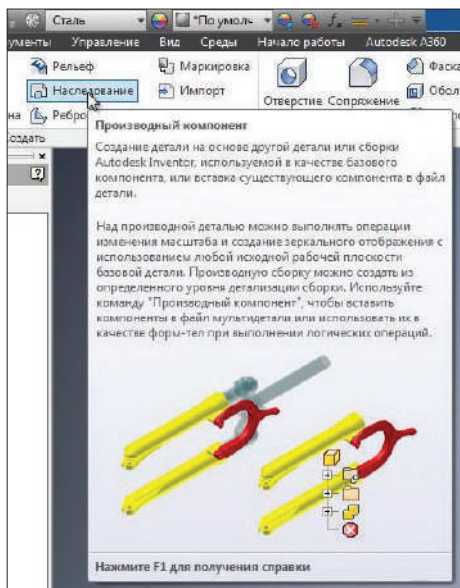 Сталь *По умолч
ументы Управление Вид Среды Начало работы Autodesk A360
Рельеф Маркировка Фаска
Наследование Импорт Обол
на Ребро Отверстие Сопряжение
Создать
Производный компонент
Создание детали на основе другой детали или сборки
Autodesk Inventor, используемой в качестве базового
компонента, или вставка существующего компонента в файл
детали.
Над производной деталью можно выполнять операции
изменения масштаба и создание зеркального отображения с
использованием любой исходной рабочей плоскости
базовой детали. Производную сборку можно создать из
определенного уровня детализации сборки. Используйте
команду "Производный компонент", чтобы вставить
компоненты в файл мультидетали или использовать их в
качестве форм-тел при выполнении логических операций.
Нажмите F1 для получения справки